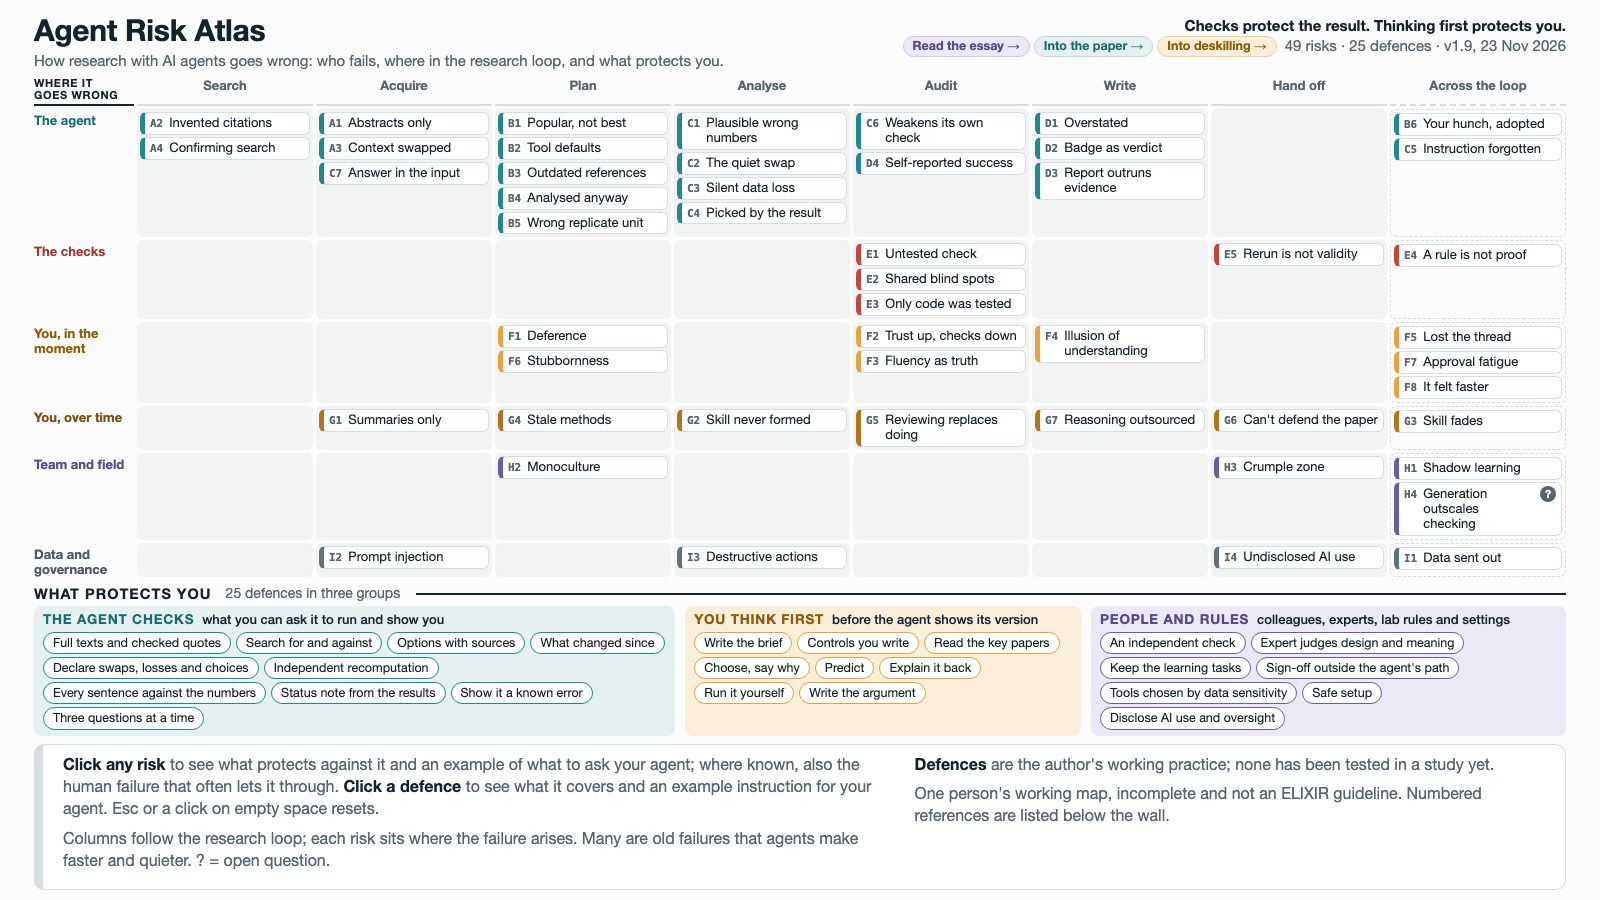 Agent Risk Atlas
How research with AI agents goes wrong: who fails, where in the research loop, and what protects you.
Checks protect the result. Thinking first protects you.
Read the essay → Into the paper → Into deskilling → 49 risks · 25 defences · v1.9, 23 Nov 2026
WHERE IT
GOES WRONG
Search Acquire Plan Analyse Audit Write Hand off Across the loop
The agent
A2 Invented citations
A4 Confirming search
A1 Abstracts only
A3 Context swapped
C7 Answer in the input
B1 Popular, not best
B2 Tool defaults
B3 Outdated references
B4 Analysed anyway
B5 Wrong replicate unit
C1 Plausible wrong
numbers
C2 The quiet swap
C3 Silent data loss
C4 Picked by the result
C6 Weakens its own
check
D4 Self-reported success
D1 Overstated
D2 Badge as verdict
D3 Report outruns
evidence
B6 Your hunch, adopted
C5 Instruction forgotten
The checks
E1 Untested check
E2 Shared blind spots
E3 Only code was tested
E5 Rerun is not validity
E4 A rule is not proof
You, in the
moment
F1 Deference
F6 Stubbornness
F2 Trust up, checks down
F3 Fluency as truth
F4 Illusion of
understanding
F5 Lost the thread
F7 Approval fatigue
F8 It felt faster
You, over time
G1 Summaries only
G4 Stale methods
G2 Skill never formed
G5 Reviewing replaces
doing
G7 Reasoning outsourced
G6 Can't defend the paper
G3 Skill fades
Team and field
H2 Monoculture
H3 Crumple zone
H1 Shadow learning
H4 Generation
outscales
checking
?
Data and
governance
I2 Prompt injection
I3 Destructive actions
I4 Undisclosed AI use
I1 Data sent out
WHAT PROTECTS YOU 25 defences in three groups
THE AGENT CHECKS what you can ask it to run and show you
Full texts and checked quotes Search for and against Options with sources What changed since
Declare swaps, losses and choices Independent recomputation
Every sentence against the numbers Status note from the results Show it a known error
Three questions at a time
YOU THINK FIRST before the agent shows its version
Write the brief Controls you write Read the key papers
Choose, say why Predict Explain it back
Run it yourself Write the argument
PEOPLE AND RULES colleagues, experts, lab rules and settings
An independent check Expert judges design and meaning
Keep the learning tasks Sign-off outside the agent's path
Tools chosen by data sensitivity Safe setup
Disclose AI use and oversight
Click any risk to see what protects against it and an example of what to ask your agent; where known, also the
human failure that often lets it through. Click a defence to see what it covers and an example instruction for your
agent. Esc or a click on empty space resets.
Columns follow the research loop; each risk sits where the failure arises. Many are old failures that agents make
faster and quieter. ? = open question.
Defences are the author's working practice; none has been tested in a study yet.
One person's working map, incomplete and not an ELIXIR guideline. Numbered
references are listed below the wall.